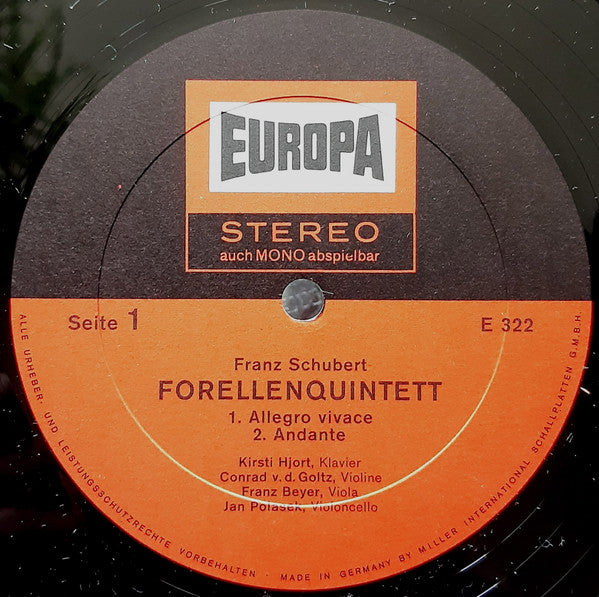 EUROPA
STEREO
auch MONO abspielbar
Seite 1
E 322
Franz Schubert
FORELLENQUINTETT
1. Allegro vivace
2. Andante
Kirsti Hjort, Klavier
Conrad v. d. Goltz, Violine
Franz Beyer, Viola
Jan Polasek, Violoncello
ALLE URHEBER- UND LEISTUNGSSCHUTZRECHTE VORBEHALTEN · MADE IN GERMANY BY MILLER INTERNATIONAL SCHALLPLATTEN G.M.B.H.